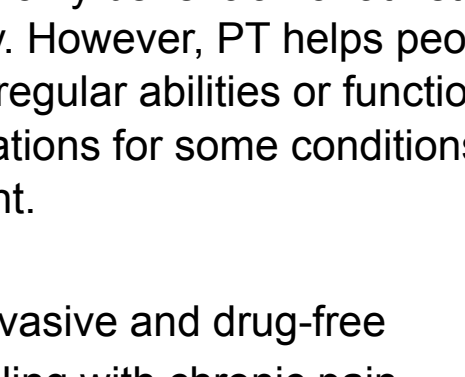 . However, PT helps peo
regular abilities or functio
ations for some conditions
nt.
vasive and drug-free
ling with chronic pain